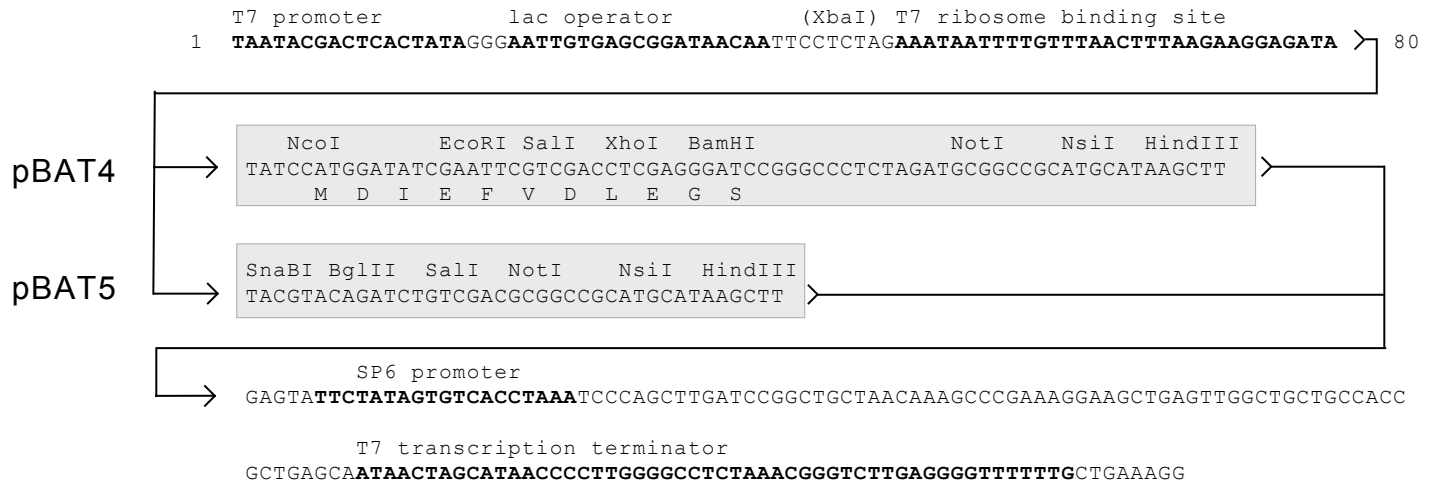 T7 promoter lac operator (XbaI) T7 ribosome binding site
1 TAATACGACTCACTATAGGGAATTGTGAGCGGATAACAATTCCTCTAGAAATAATTTTGTTTAACTTTAAGAAGGAGATA 80
pBAT4
NcoI EcoRI SalI XhoI BamHI NotI NsiI HindIII
TATCCATGGATATCGAATTCGTCGACCTCGAGGGATCCGGGCCCTCTAGATGCGGCCGCATGCATAAGCTT
M D I E F V D L E G S
pBAT5
SnaBI BglII SalI NotI NsiI HindIII
TACGTACAGATCTGTCGACGCGGCCGCATGCATAAGCTT
SP6 promoter
GAGTATTCTATAGTGTCACCTAAATCCCAGCTTGATCCGGCTGCTAACAAAGCCCGAAAGGAAGCTGAGTTGGCTGCTGCCACC
T7 transcription terminator
GCTGAGCAATAACTAGCATAACCCCTTGGGGCCTCTAAACGGGTCTTGAGGGGTTTTTTGCTGAAAGG